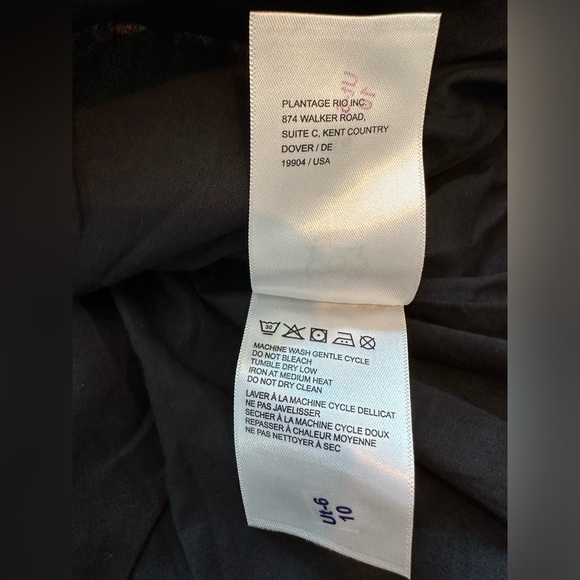 PLANTAGE RIO INC
874 WALKER ROAD,
SUITE C, KENT COUNTRY
DOVER / DE
19904 / USA
30
MACHINE WASH GENTLE CYCLE
DO NOT BLEACH
TUMBLE DRY LOW
IRON AT MEDIUM HEAT
DO NOT DRY CLEAN
LAVER À LA MACHINE CYCLE DELLICAT
NE PAS JAVELISSER
SECHER À LA MACHINE CYCLE DOUX
REPASSER À CHALEUR MOYENNE
NE PAS NETTOYER À SEC
Ut-6
10